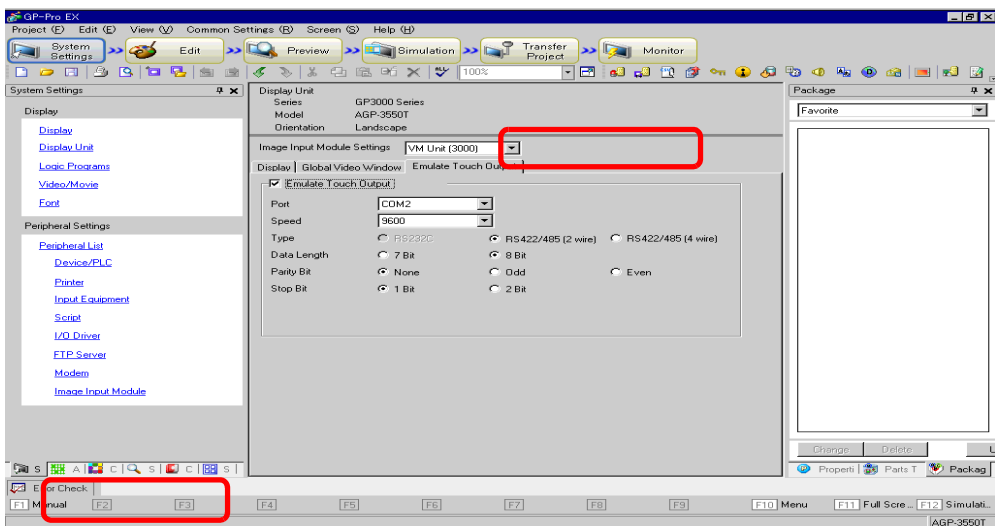 GP-Pro EX
Project (F) Edit (E) View (V) Common Settings (R) Screen (S) Help (H)
System Settings >> Edit >> Preview >> Simulation >> Transfer Project >> Monitor
100%
System Settings
Display
Display
Display Unit
Logic Programs
Video/Movie
Font
Peripheral Settings
Peripheral List
Device/PLC
Printer
Input Equipment
Script
I/O Driver
FTP Server
Modem
Image Input Module
S A C S C S
Display Unit
Series GP3000 Series
Model AGP-3550T
Orientation Landscape
Image Input Module Settings VM Unit (3000)
Display Global Video Window Emulate Touch Output
Emulate Touch Output
Port COM2
Speed 9600
Type RS232C RS422/485 (2 wire) RS422/485 (4 wire)
Data Length 7 Bit 8 Bit
Parity Bit None Odd Even
Stop Bit 1 Bit 2 Bit
Package
Favorite
Change Delete
Properti Parts T Packag
Error Check
F1 Manual F2 F3 F4 F5 F6 F7 F8 F9 F10 Menu F11 Full Scre... F12 Simulati...
AGP-3550T